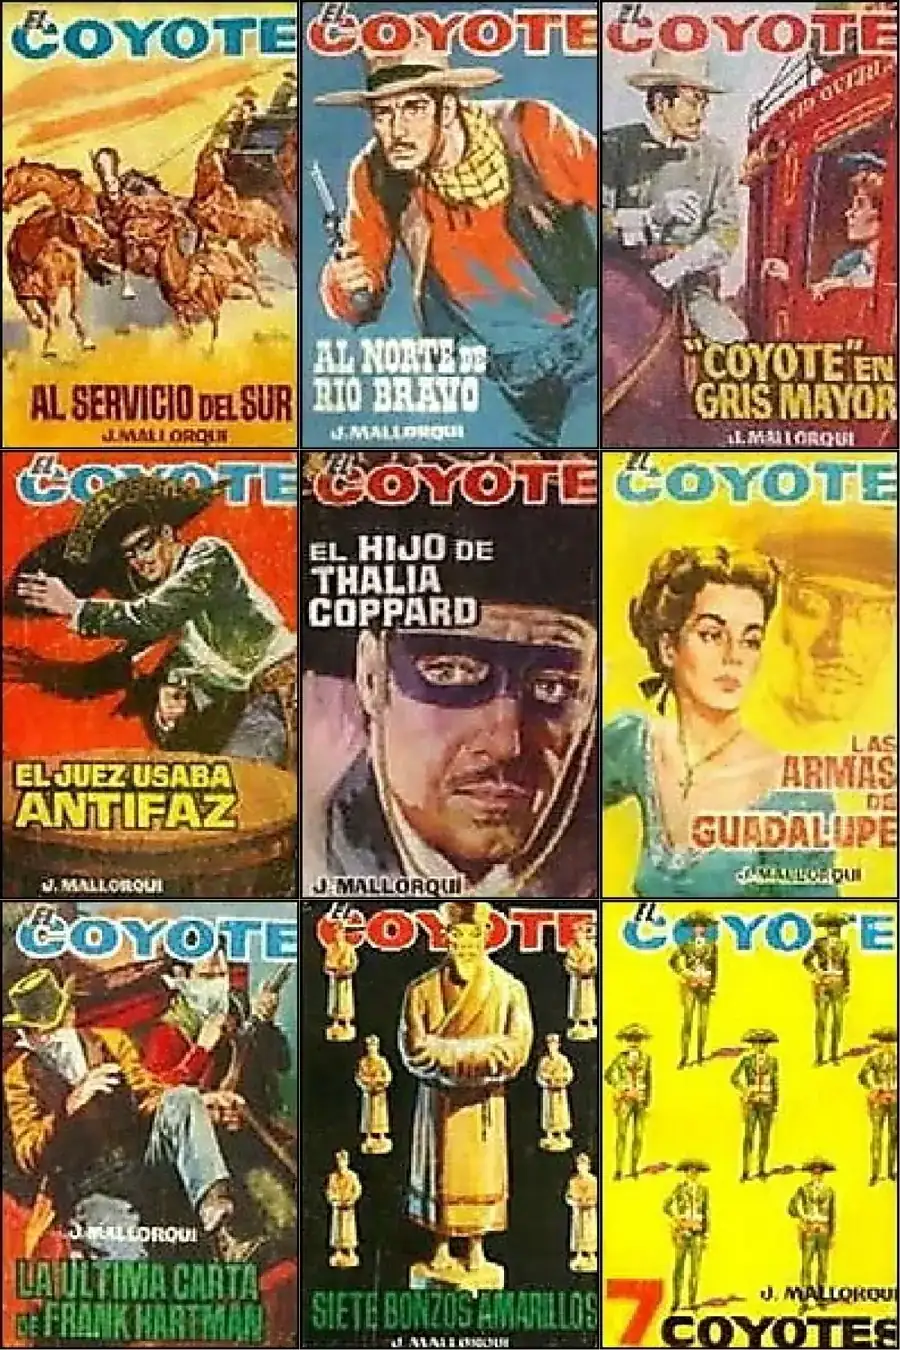 EL
COYOTE
AL SERVICIO DEL SUR
J. MALLORQUI
EL
COYOTE
AL NORTE DE
RIO BRAVO
J. MALLORQUI
EL
COYOTE
"COYOTE" EN
GRIS MAYOR
J. MALLORQUI
EL
COYOTE
EL JUEZ USABA
ANTIFAZ
J. MALLORQUI
EL
COYOTE
EL HIJO DE
THALIA
COPPARD
J. MALLORQUI
EL
COYOTE
LAS
ARMAS
DE
GUADALUPE
J. MALLORQUI
EL
COYOTE
J. MALLORQUI
LA ULTIMA CARTA
DE FRANK HARTMAN
EL
COYOTE
SIETE BONZOS AMARILLOS
J. MALLORQUI
EL
COYOTE
J. MALLORQUI
7 COYOTES